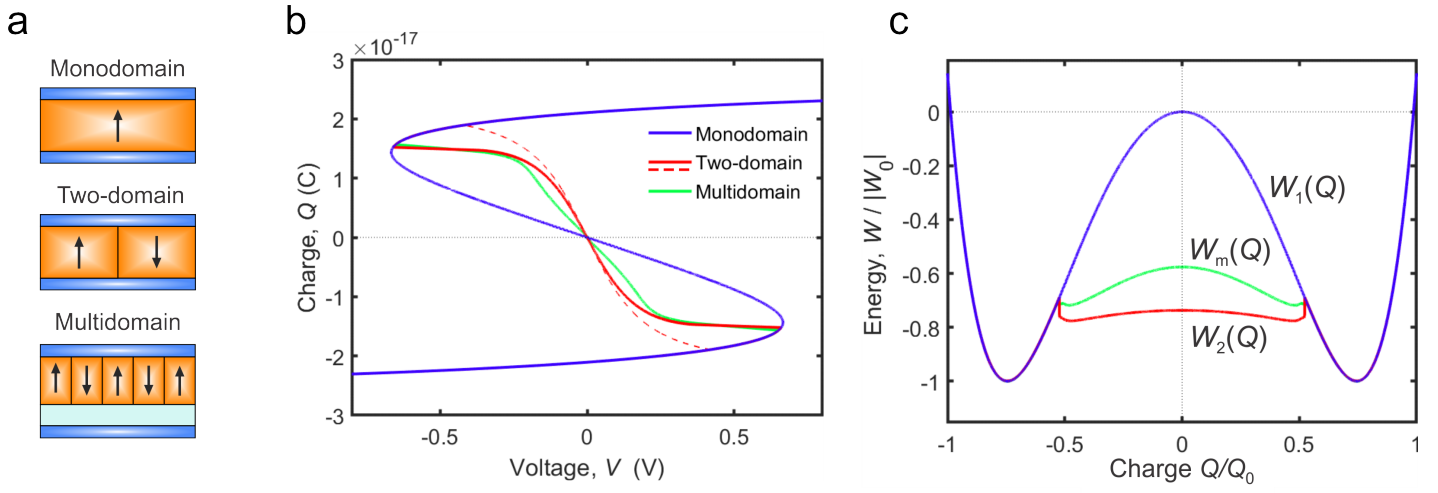 a
Monodomain
Two-domain
Multidomain
b
×10⁻¹⁷
3
2
1
0
-1
-2
-3
Charge, Q (C)
-0.5
0
0.5
Voltage, V (V)
Monodomain
Two-domain
Multidomain
c
0
-0.2
-0.4
-0.6
-0.8
-1
Energy, W / |W₀|
W₁(Q)
Wₘ(Q)
W₂(Q)
-1
-0.5
0
0.5
1
Charge Q/Q₀